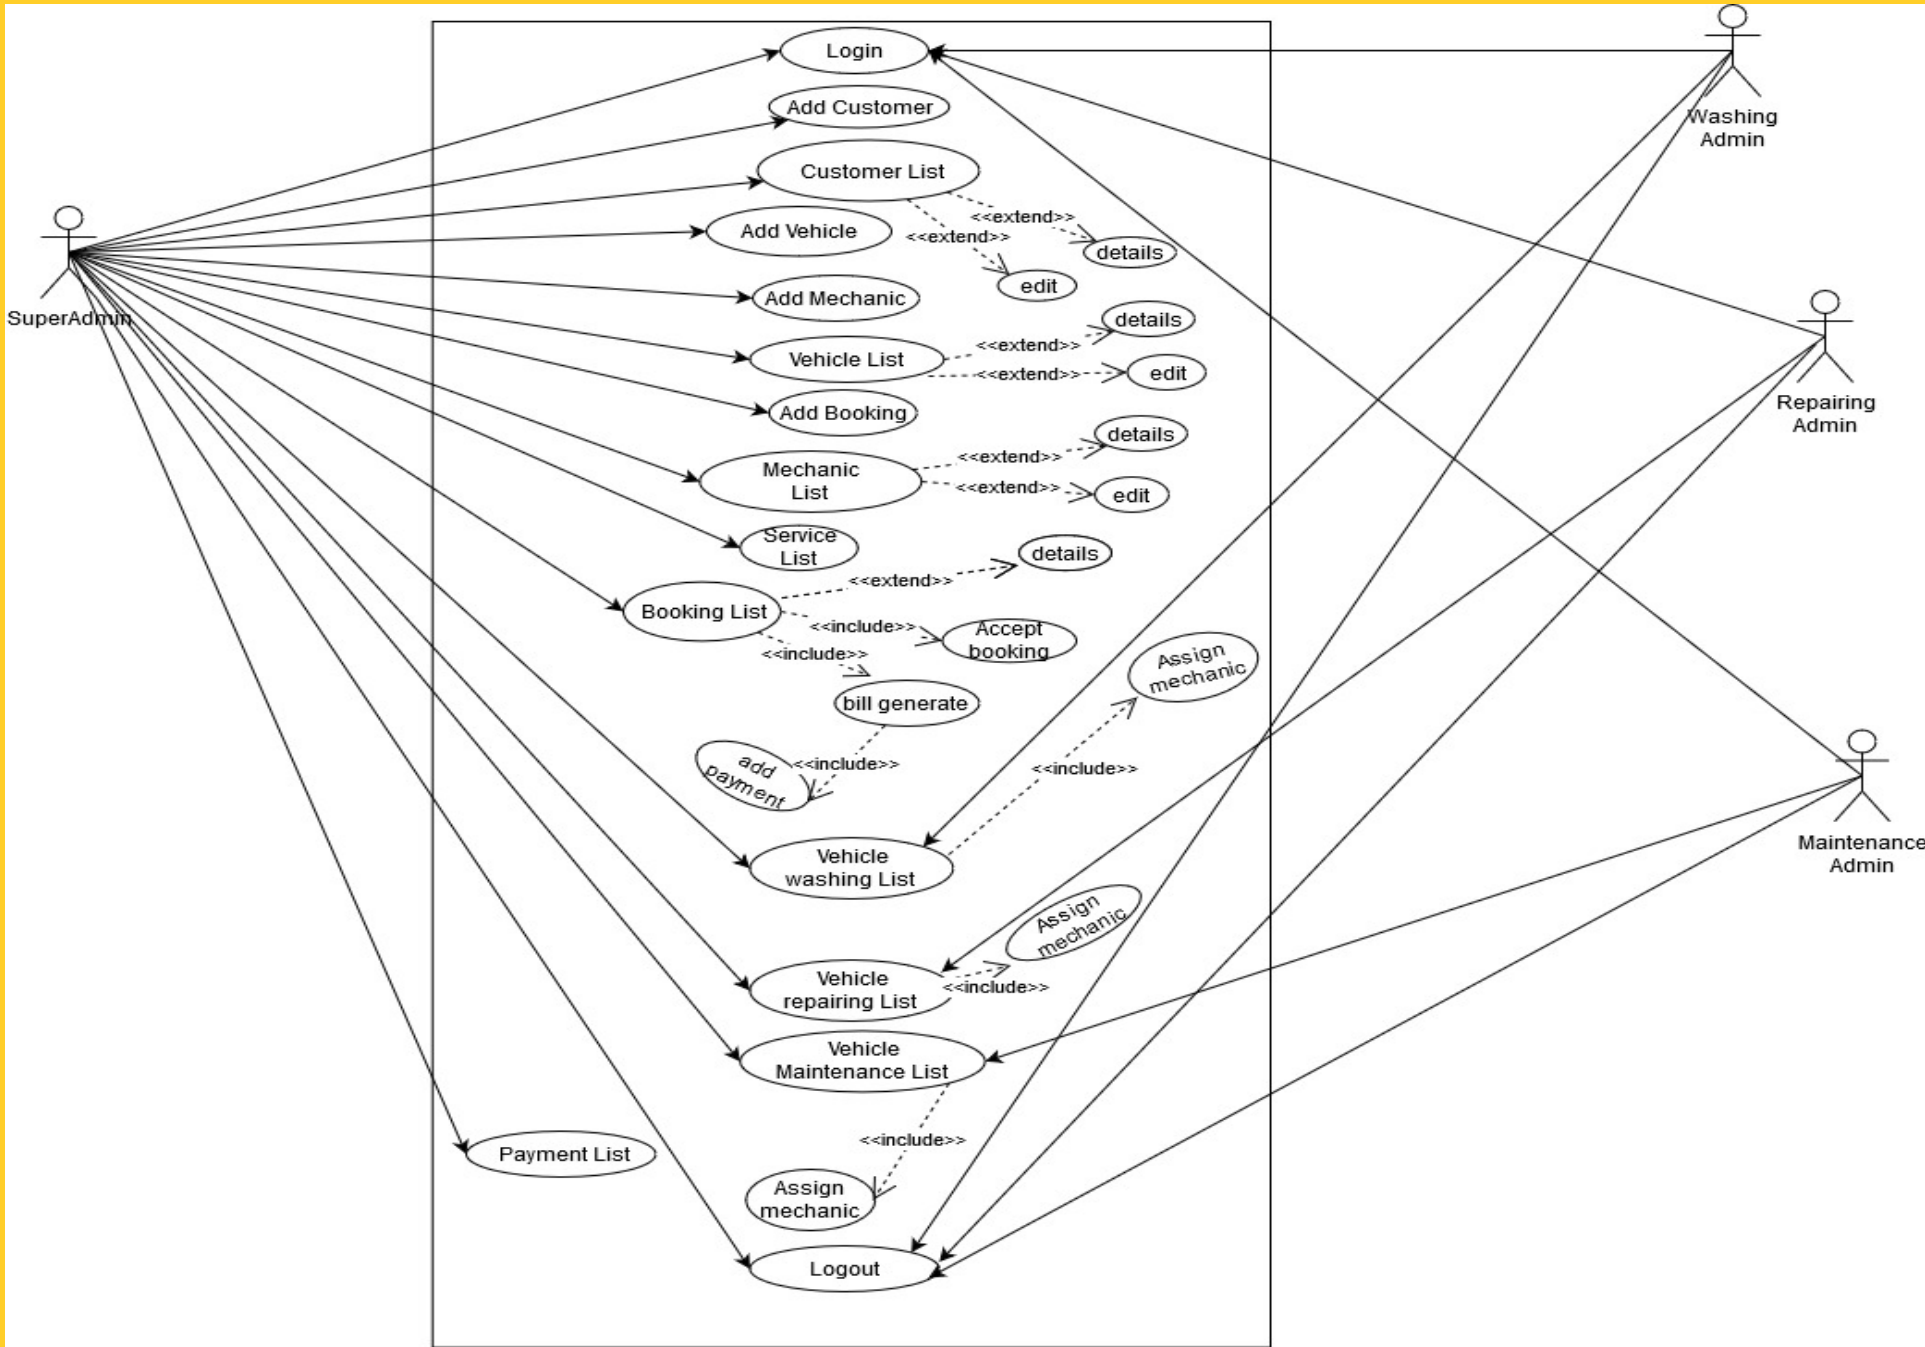 Login
Washing
Admin
Add Customer
Customer List
<<extend>>
Add Vehicle
<<extend>>
details
edit
Add Mechanic
SuperAdmin
details
<<extend>>
Vehicle List
<<extend>>
edit
Repairing
Admin
Add Booking
details
<<extend>>
Mechanic
List
<<extend>>
edit
Service
List
details
<<extend>>
Booking List
<<include>>
Accept
booking
<<include>>
Assign
mechanic
bill generate
<<include>>
add
payment
<<include>>
Maintenance
Admin
Vehicle
washing List
Assign
mechanic
Vehicle
repairing List
<<include>>
Vehicle
Maintenance List
<<include>>
Payment List
Assign
mechanic
Logout